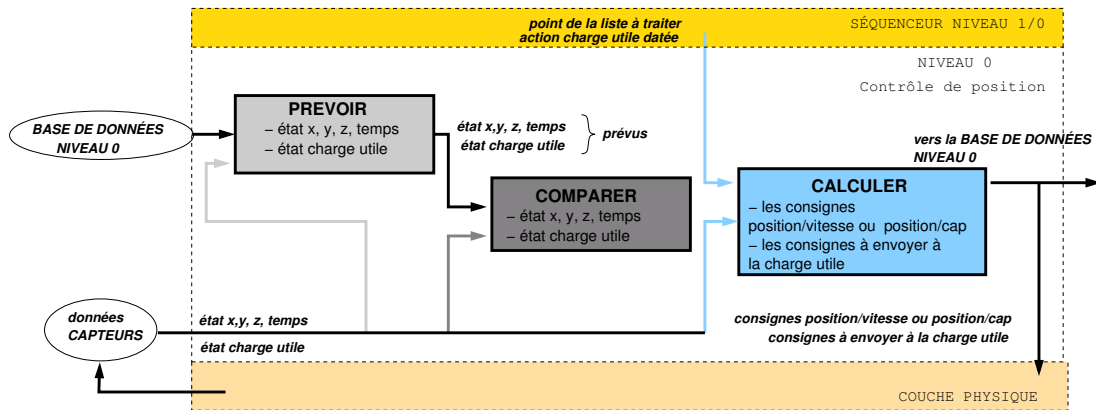 point de la liste à traiter
action charge utile datée
SÉQUENCEUR NIVEAU 1/0
NIVEAU 0
Contrôle de position
PREVOIR
– état x, y, z, temps
– état charge utile
BASE DE DONNÉES
NIVEAU 0
état x,y, z, temps
état charge utile
prévus
vers la BASE DE DONNÉES
NIVEAU 0
COMPARER
– état x, y, z, temps
– état charge utile
CALCULER
– les consignes
position/vitesse ou position/cap
– les consignes à envoyer à
la charge utile
données
CAPTEURS
état x,y, z, temps
état charge utile
consignes position/vitesse ou position/cap
consignes à envoyer à la charge utile
COUCHE PHYSIQUE